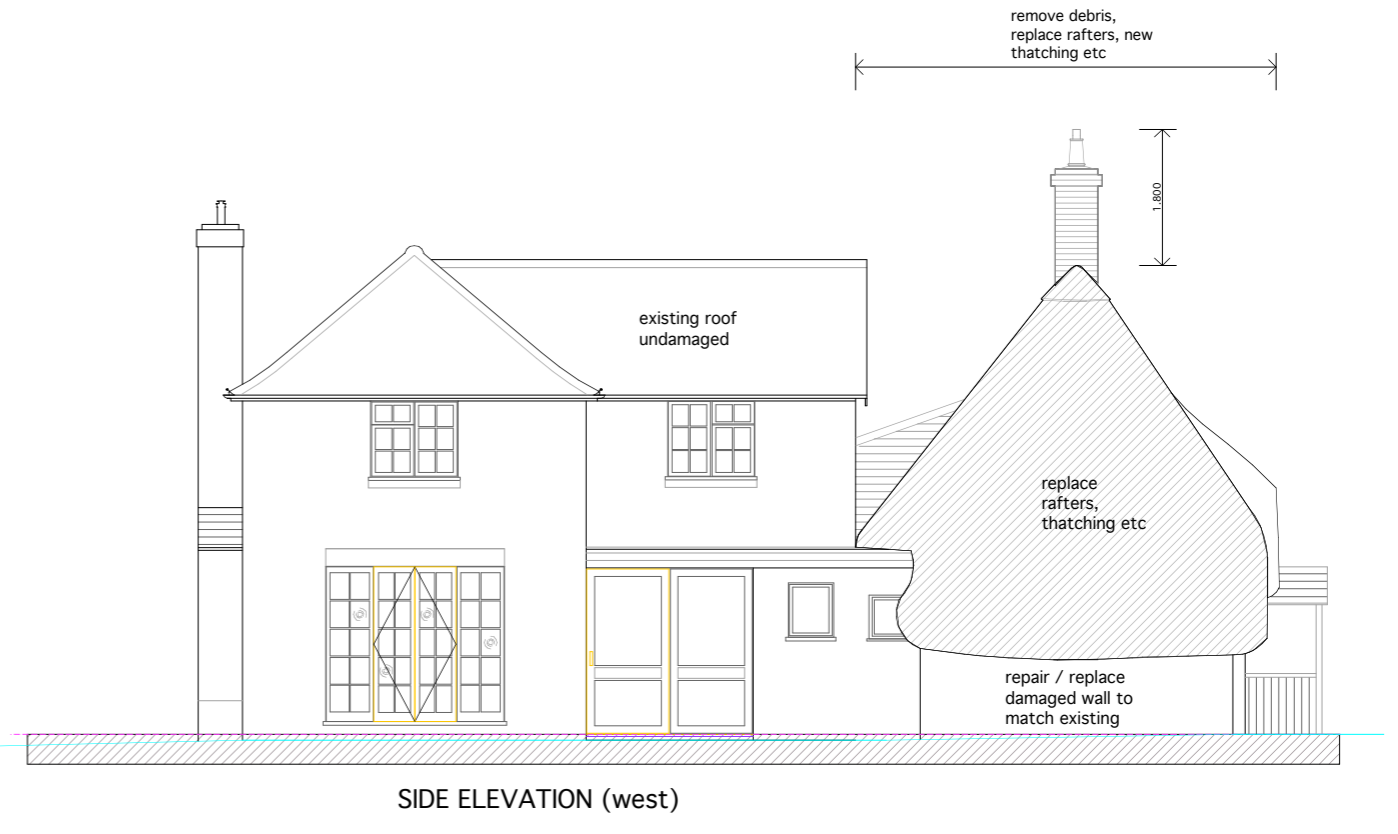 remove debris,
replace rafters, new
thatching etc
1.800
existing roof
undamaged
replace
rafters,
thatching etc
repair / replace
damaged wall to
match existing
SIDE ELEVATION (west)